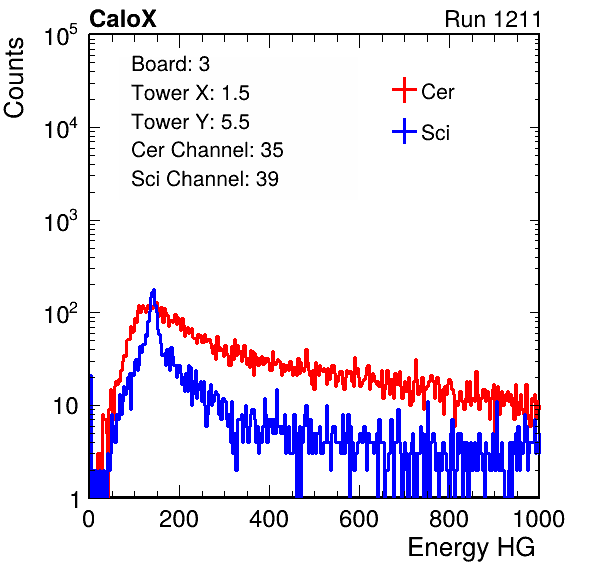 CaloX Run 1211
Counts
Board: 3
Tower X: 1.5
Tower Y: 5.5
Cer Channel: 35
Sci Channel: 39
Cer
Sci
10^5
10^4
10^3
10^2
10
1
0 200 400 600 800 1000
Energy HG